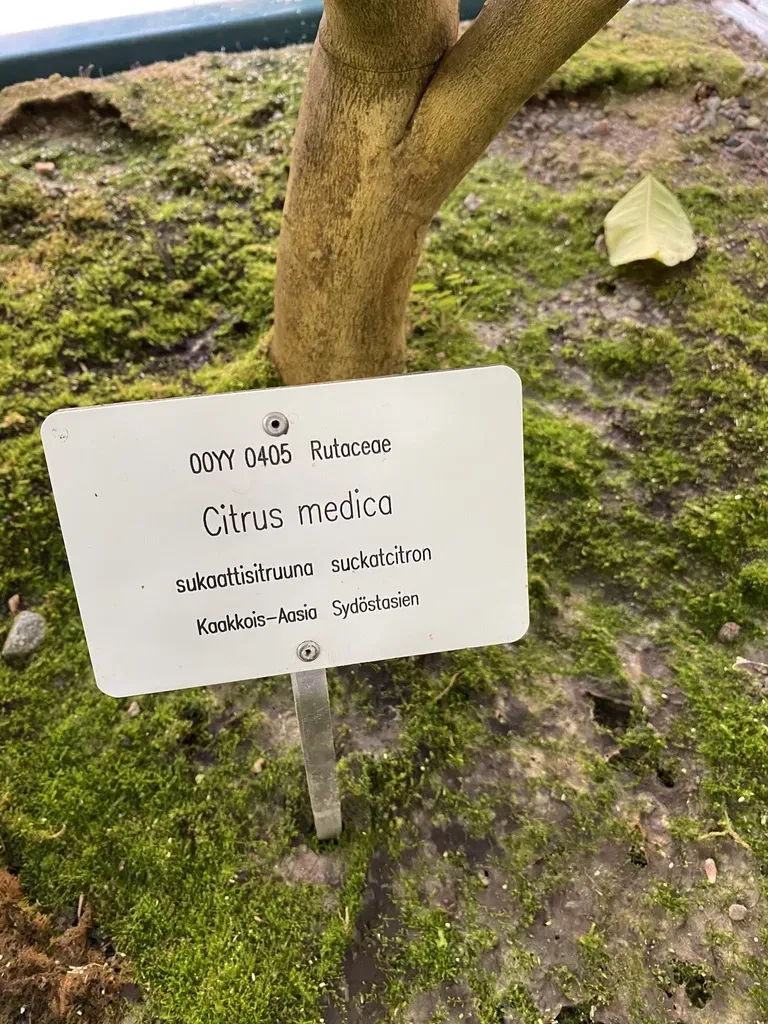 00YY 0405 Rutaceae
Citrus medica
sukaattisitruuna suckatcitron
Kaakkois-Aasia Sydöstasien